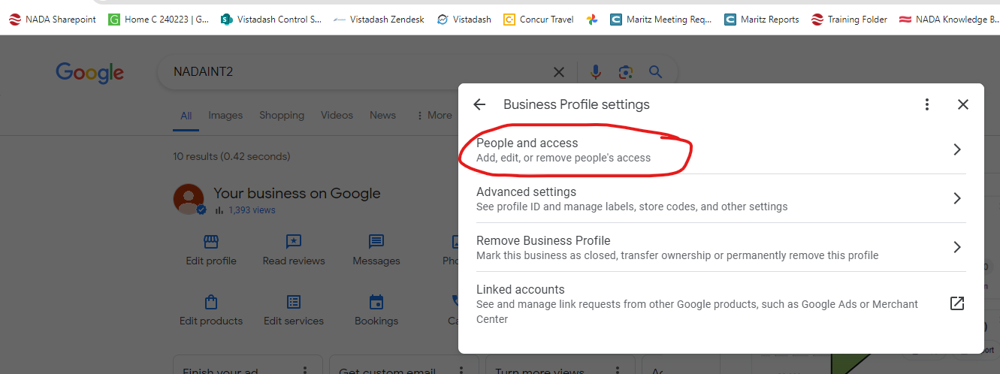 NADA Sharepoint
Home C 240223 | G...
Vistadash Control S...
Vistadash Zendesk
Vistadash
Concur Travel
Maritz Meeting Req...
Maritz Reports
Training Folder
NADA Knowledge B...
Google
NADAINT2
All
Images
Shopping
Videos
News
More
10 results (0.42 seconds)
Your business on Google
1,393 views
Edit profile
Read reviews
Messages
Edit products
Edit services
Bookings
Finish your ad
Get custom email
Turn more views
Business Profile settings
People and access
Add, edit, or remove people's access
Advanced settings
See profile ID and manage labels, store codes, and other settings
Remove Business Profile
Mark this business as closed, transfer ownership or permanently remove this profile
Linked accounts
See and manage link requests from other Google products, such as Google Ads or Merchant
Center